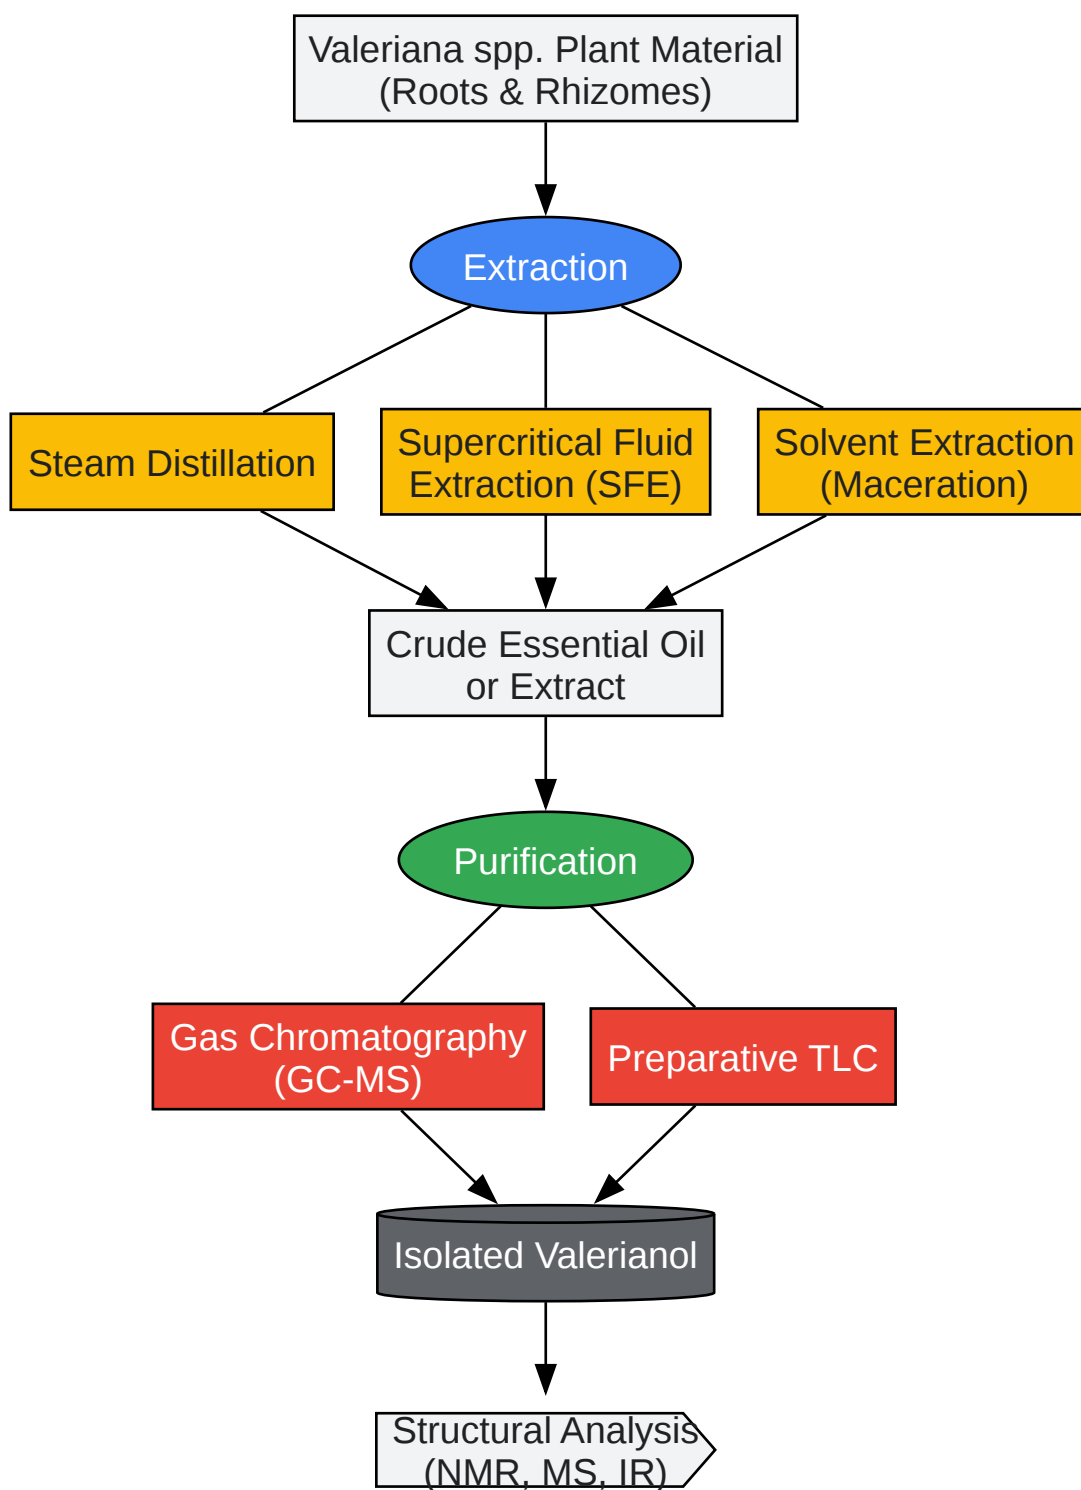 Valeriana spp. Plant Material
(Roots & Rhizomes)
Extraction
Steam Distillation
Supercritical Fluid
Extraction (SFE)
Solvent Extraction
(Maceration)
Crude Essential Oil
or Extract
Purification
Gas Chromatography
(GC-MS)
Preparative TLC
Isolated Valerianol
Structural Analysis
(NMR, MS, IR)